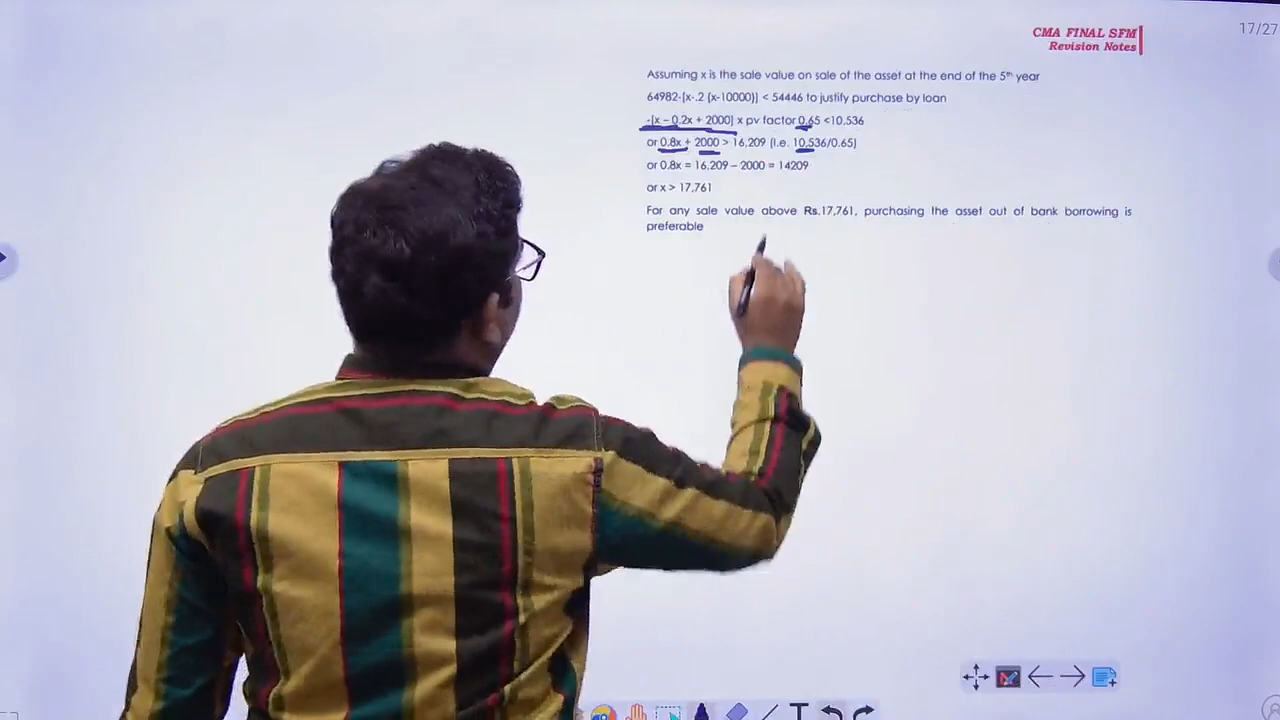 CMA FINAL SFM
Revision Notes
17/27
Assuming x is the sale value on sale of the asset at the end of the 5th year
64982-[x-.2 (x-10000)] < 54446 to justify purchase by loan
-[x – 0.2x + 2000] x pv factor 0.65 <10,536
or 0.8x + 2000 > 16,209 (i.e. 10,536/0.65)
or 0.8x = 16,209 – 2000 = 14209
or x > 17,761
For any sale value above Rs.17,761, purchasing the asset out of bank borrowing is
preferable
T